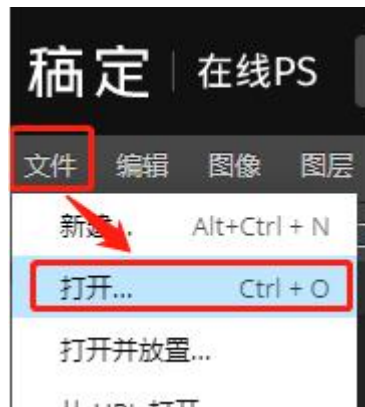 稿定 在线PS
文件 编辑 图像 图层
新建... Alt+Ctrl + N
打开... Ctrl + O
打开并放置...